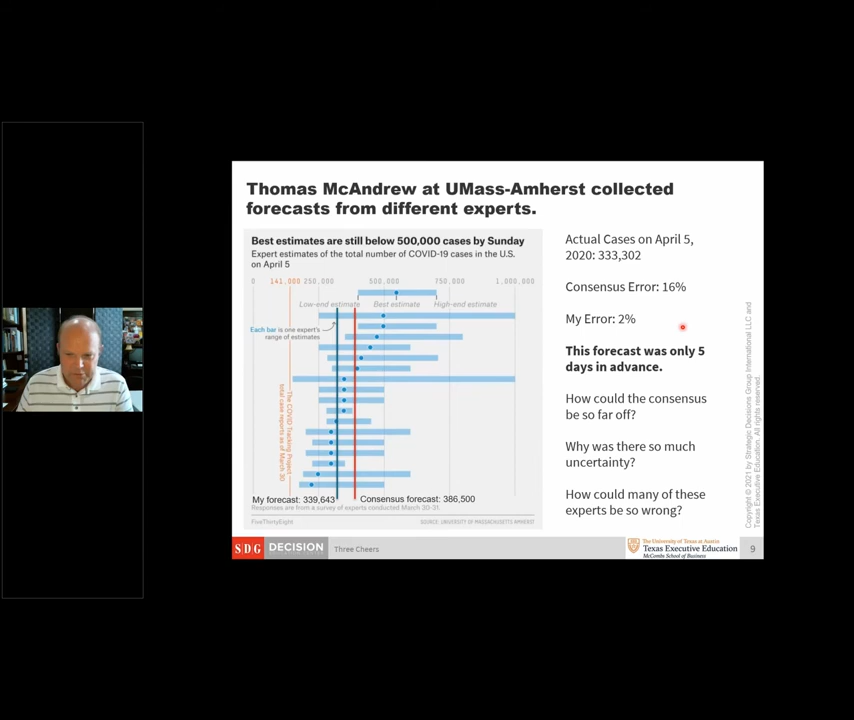 Thomas McAndrew at UMass-Amherst collected
forecasts from different experts.
Best estimates are still below 500,000 cases by Sunday
Expert estimates of the total number of COVID-19 cases in the U.S.
on April 5
0 141,000 250,000 500,000 750,000 1,000,000
Low-end estimate Best estimate High-end estimate
Each bar is one expert's
range of estimates
The COVID Tracking Project
total case reports as of March 30
My forecast: 339,643
Consensus forecast: 386,500
Responses are from a survey of experts conducted March 30-31.
FiveThirtyEight
SOURCE: UNIVERSITY OF MASSACHUSETTS AMHERST
Actual Cases on April 5,
2020: 333,302
Consensus Error: 16%
My Error: 2%
This forecast was only 5
days in advance.
How could the consensus
be so far off?
Why was there so much
uncertainty?
How could many of these
experts be so wrong?
Copyright © 2021 by Strategic Decisions Group International LLC and
Texas Executive Education. All rights reserved.
SDG DECISION
Three Cheers
The University of Texas at Austin
Texas Executive Education
McCombs School of Business
9